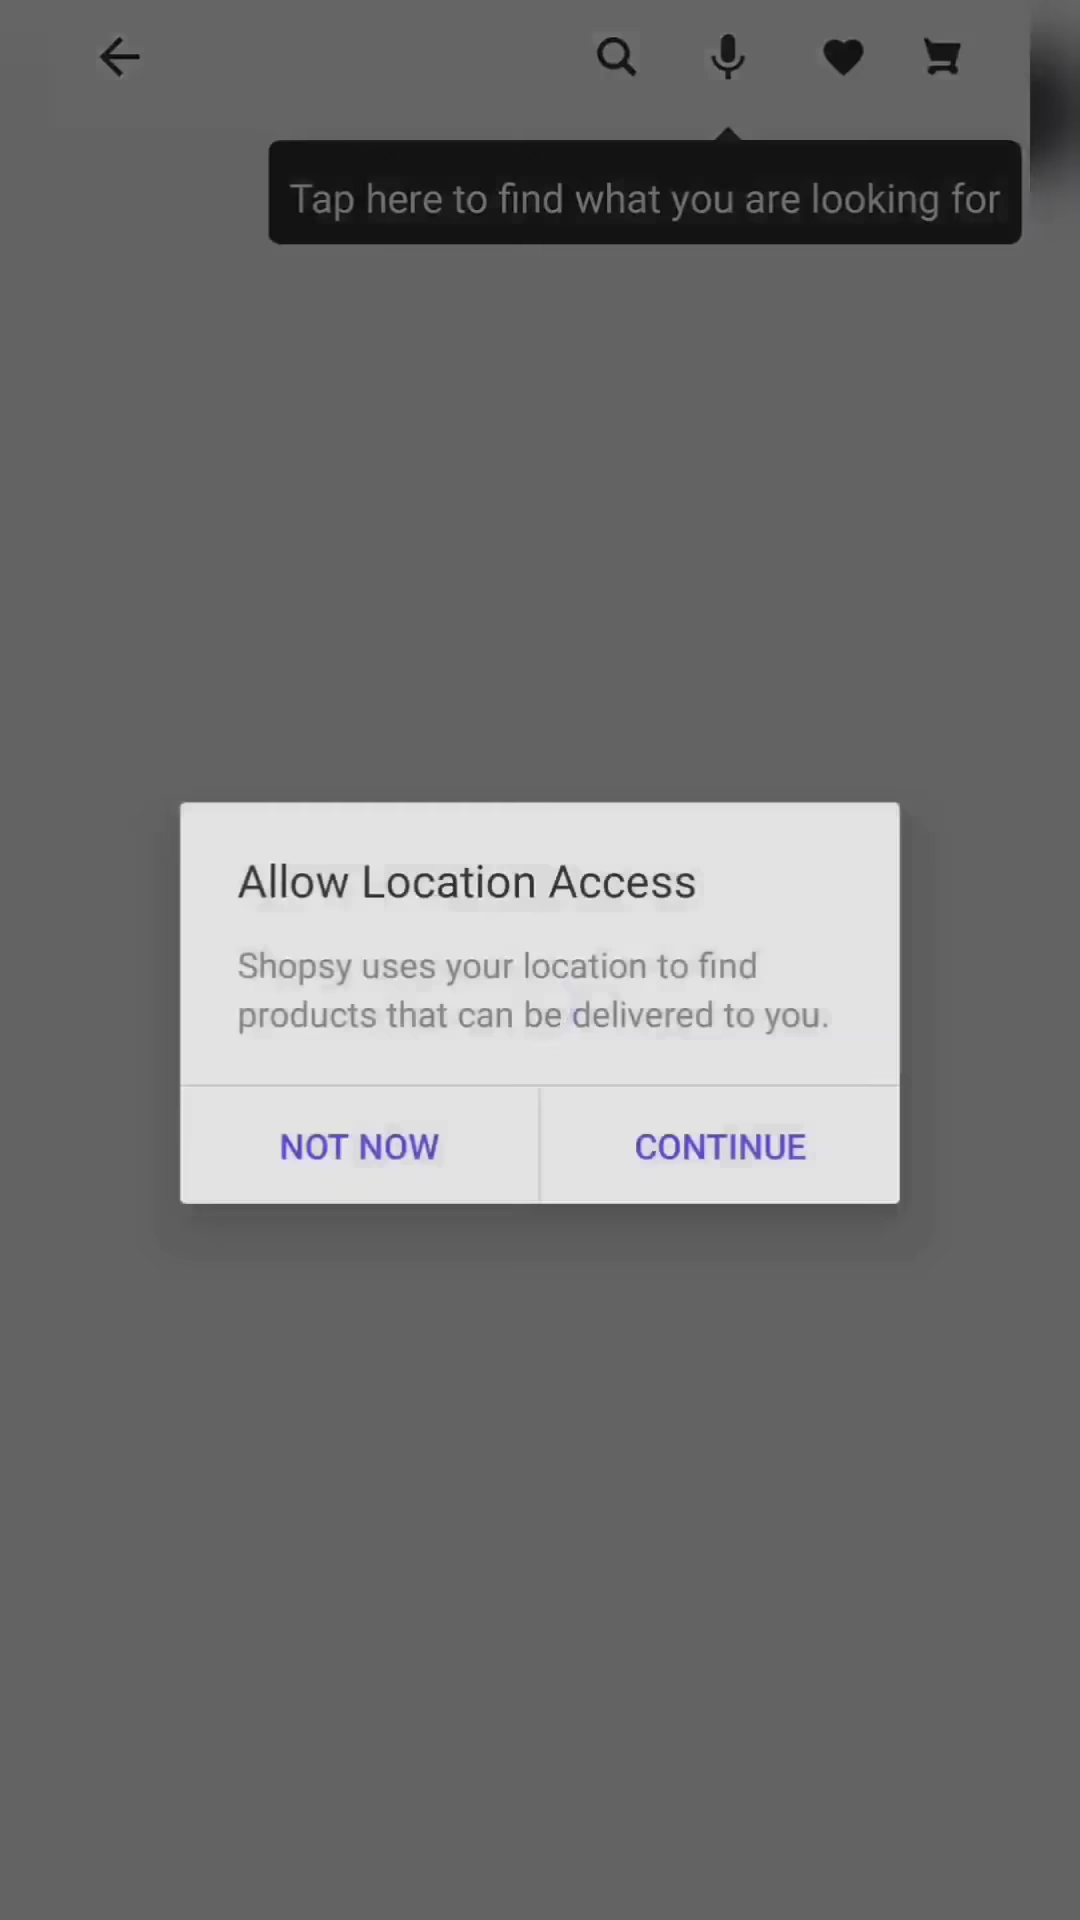 Tap here to find what you are looking for
Allow Location Access
Shopsy uses your location to find
products that can be delivered to you.
NOT NOW
CONTINUE